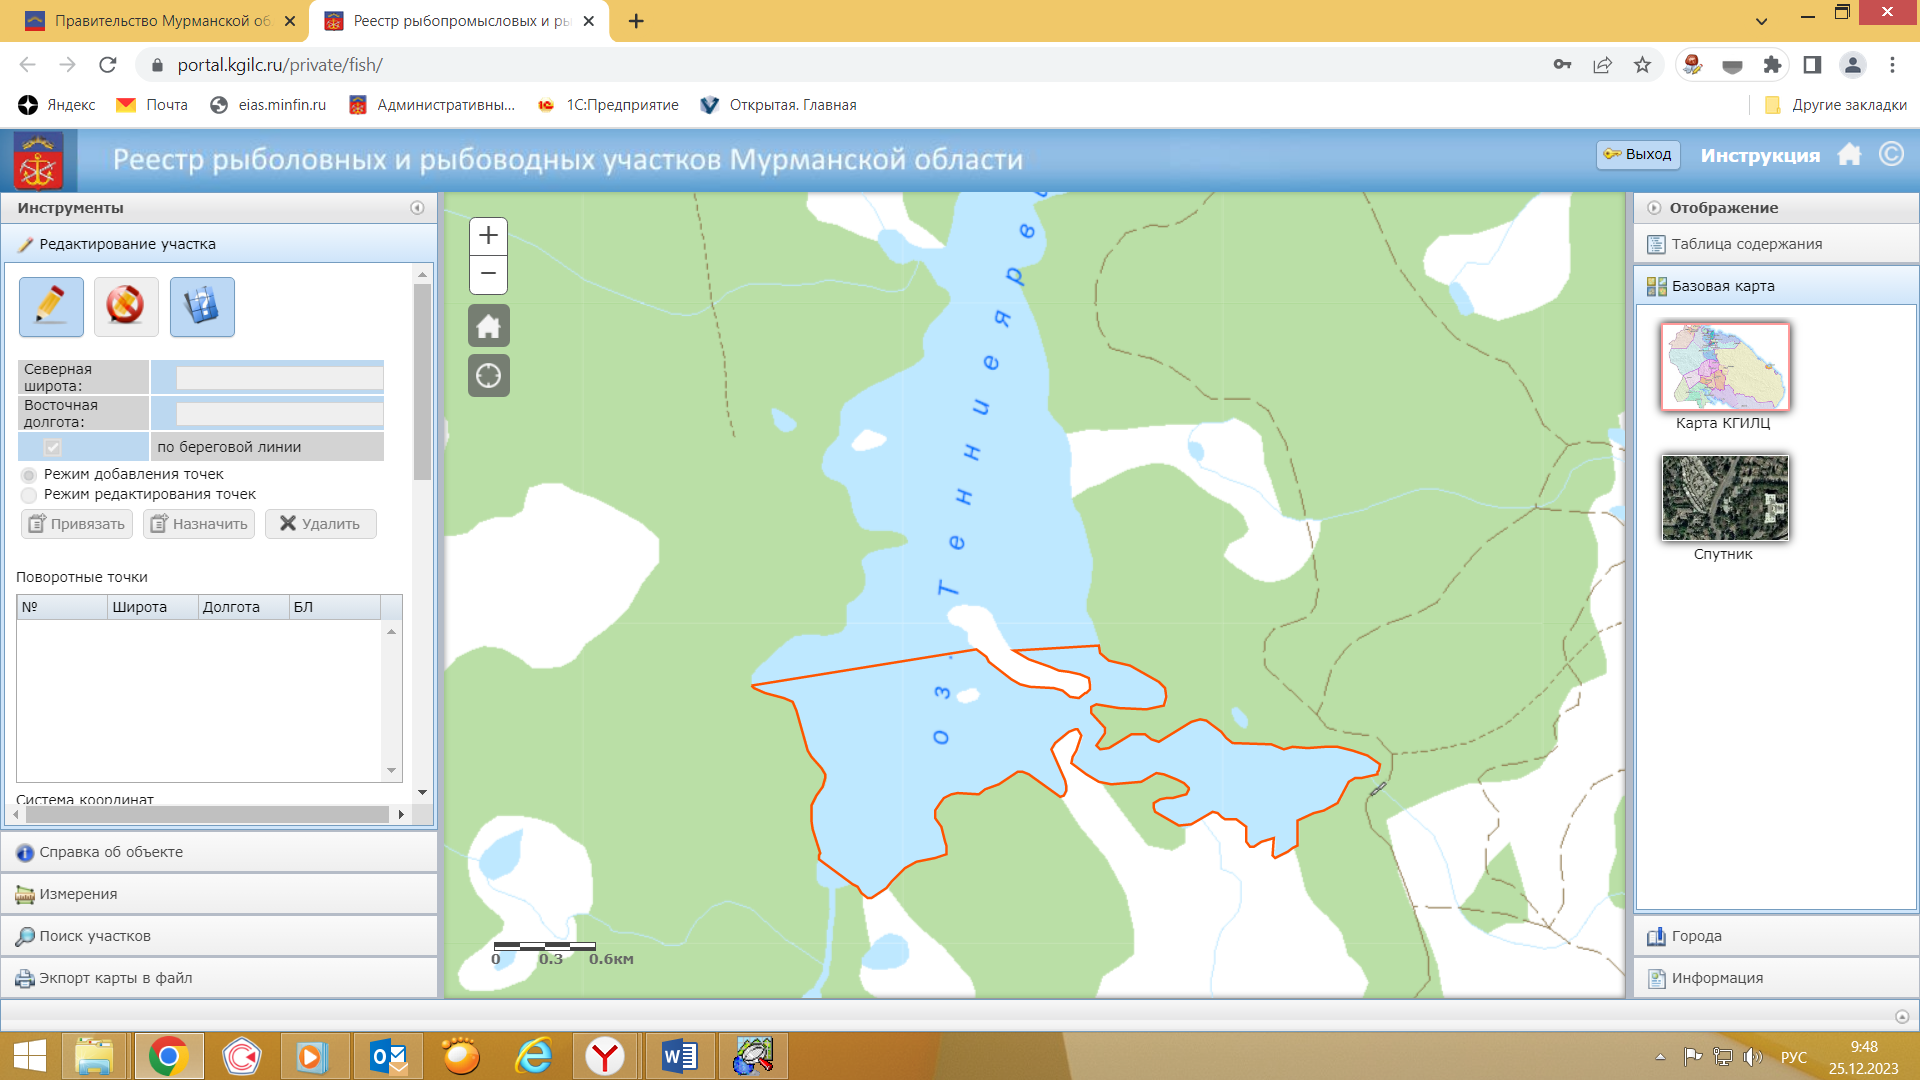 Правительство Мурманской об
Реестр рыбопромысловых и ры
portal.kgilc.ru/private/fish/
Яндекс
Почта
eias.minfin.ru
Административны...
1С:Предприятие
Открытая. Главная
Другие закладки
Реестр рыболовных и рыбоводных участков Мурманской области
Выход
Инструкция
Инструменты
Редактирование участка
Северная широта:
Восточная долгота:
по береговой линии
Режим добавления точек
Режим редактирования точек
Привязать
Назначить
Удалить
Поворотные точки
№ Широта Долгота БЛ
Система координат
Справка об объекте
Измерения
Поиск участков
Экспорт карты в файл
+
−
оз. Тенниеярв
0 0.3 0.6км
Отображение
Таблица содержания
Базовая карта
Карта КГИЛЦ
Спутник
Города
Информация
РУС
9:48
25.12.2023